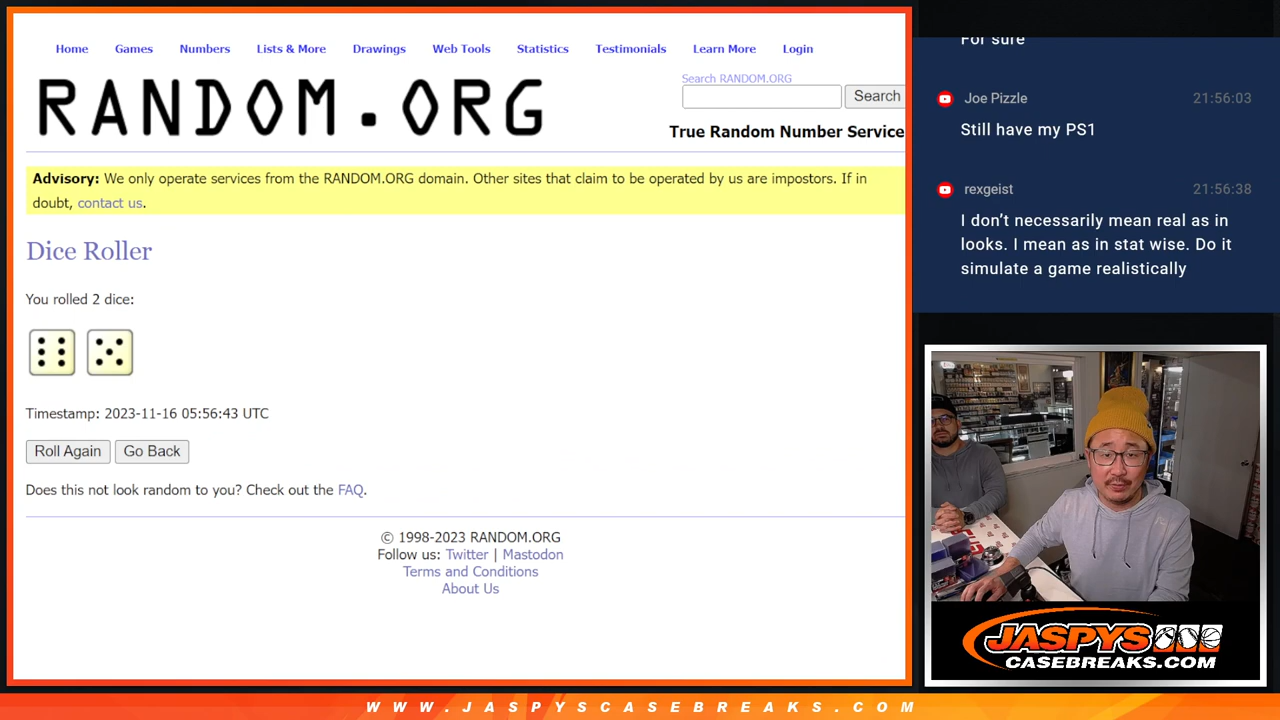 Home Games Numbers Lists & More Drawings Web Tools Statistics Testimonials Learn More Login
RANDOM.ORG
Search RANDOM.ORG
Search
True Random Number Service
Advisory: We only operate services from the RANDOM.ORG domain. Other sites that claim to be operated by us are impostors. If in
doubt, contact us.
Dice Roller
You rolled 2 dice:
Timestamp: 2023-11-16 05:56:43 UTC
Roll Again Go Back
Does this not look random to you? Check out the FAQ.
© 1998-2023 RANDOM.ORG
Follow us: Twitter | Mastodon
Terms and Conditions
About Us
For sure
Joe Pizzle 21:56:03
Still have my PS1
rexgeist 21:56:38
I don't necessarily mean real as in
looks. I mean as in stat wise. Do it
simulate a game realistically
JASPYS
CASEBREAKS.COM
WWW.JASPYSCASEBREAKS.COM